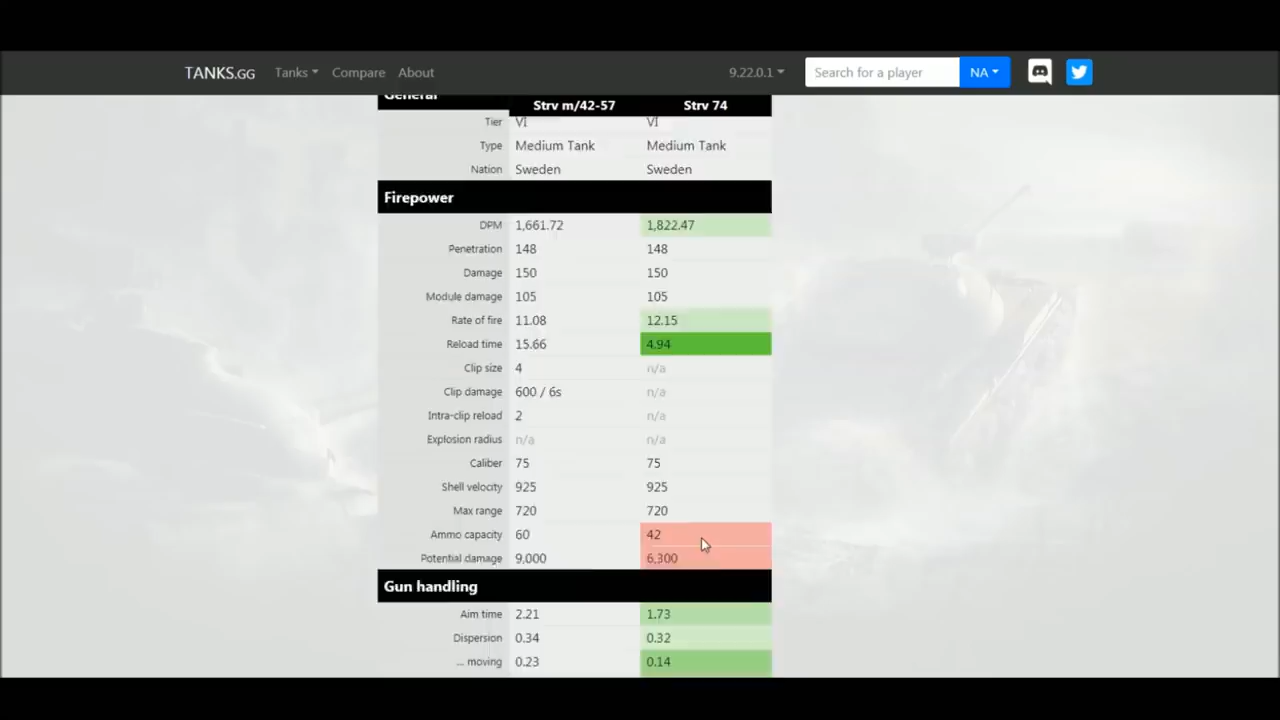 TANKS.GG Tanks Compare About 9.22.0.1 Search for a player NA
General Strv m/42-57 Strv 74
Tier VI VI
Type Medium Tank Medium Tank
Nation Sweden Sweden
Firepower
DPM 1,661.72 1,822.47
Penetration 148 148
Damage 150 150
Module damage 105 105
Rate of fire 11.08 12.15
Reload time 15.66 4.94
Clip size 4 n/a
Clip damage 600 / 6s n/a
Intra-clip reload 2 n/a
Explosion radius n/a n/a
Caliber 75 75
Shell velocity 925 925
Max range 720 720
Ammo capacity 60 42
Potential damage 9,000 6,300
Gun handling
Aim time 2.21 1.73
Dispersion 0.34 0.32
... moving 0.23 0.14